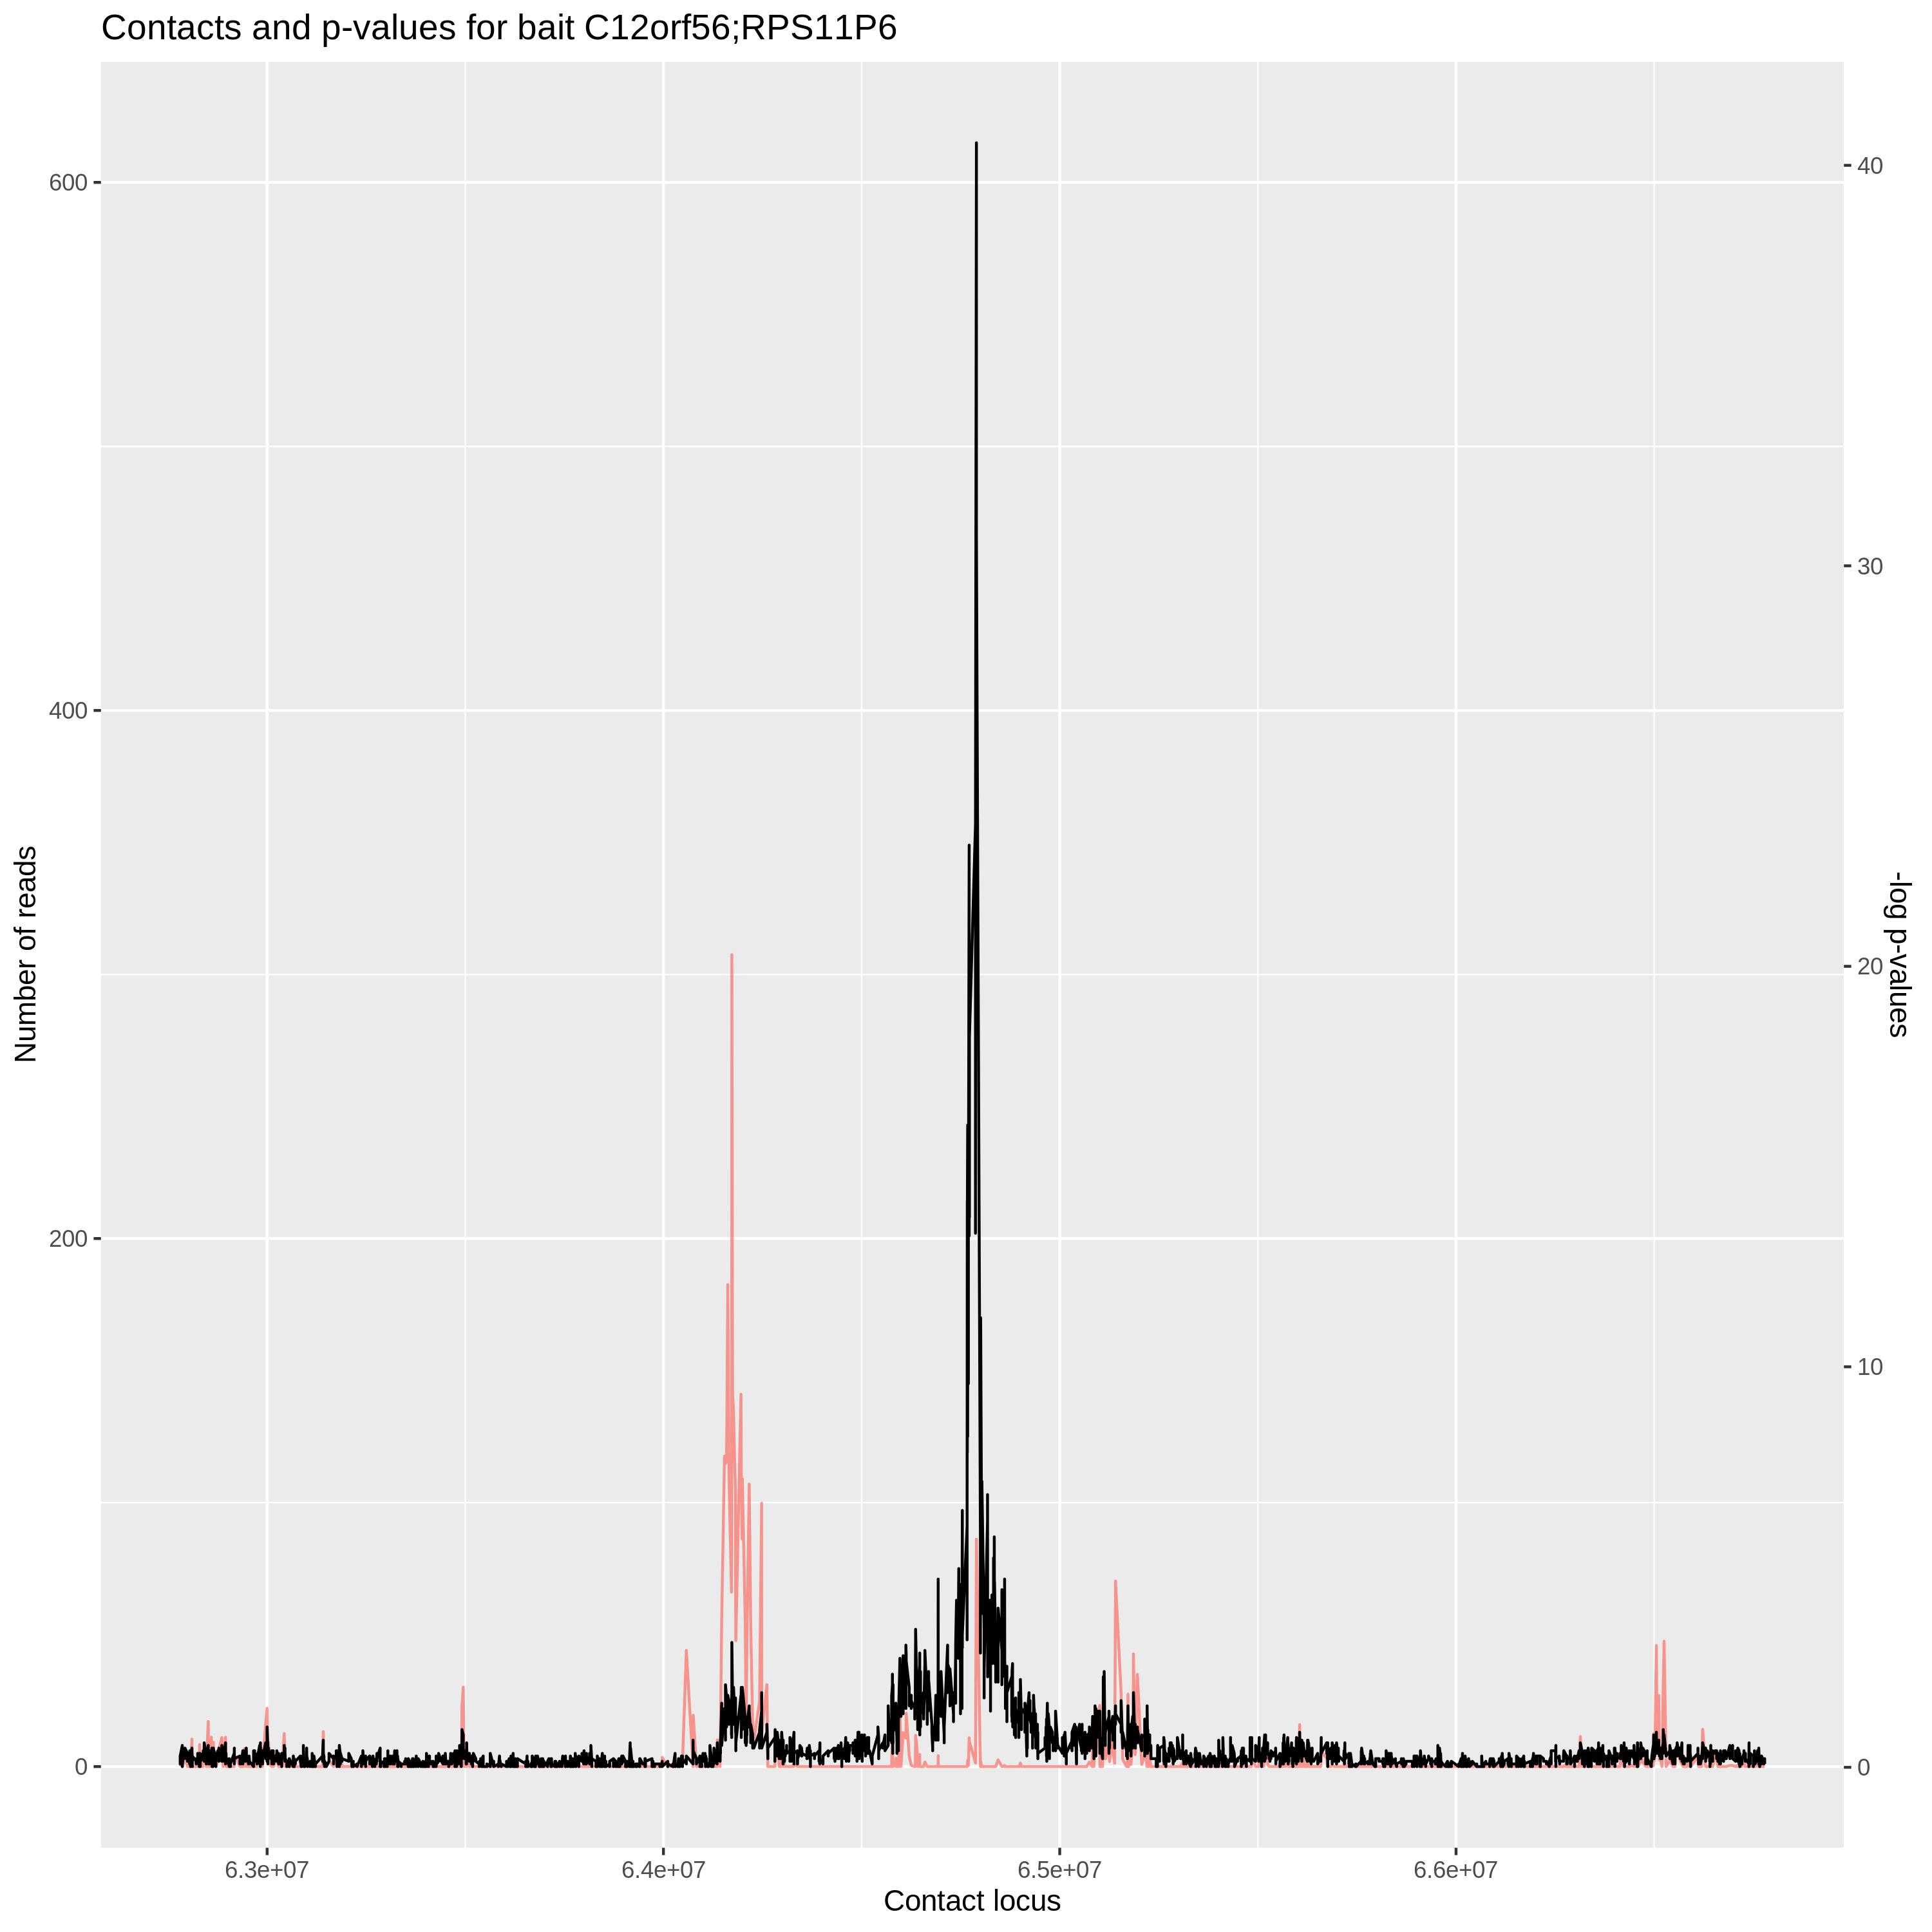 Contacts and p-values for bait C12orf56;RPS11P6
600
400
200
0
Number of reads
40
30
20
10
0
-log p-values
6.3e+07
6.4e+07
6.5e+07
6.6e+07
Contact locus